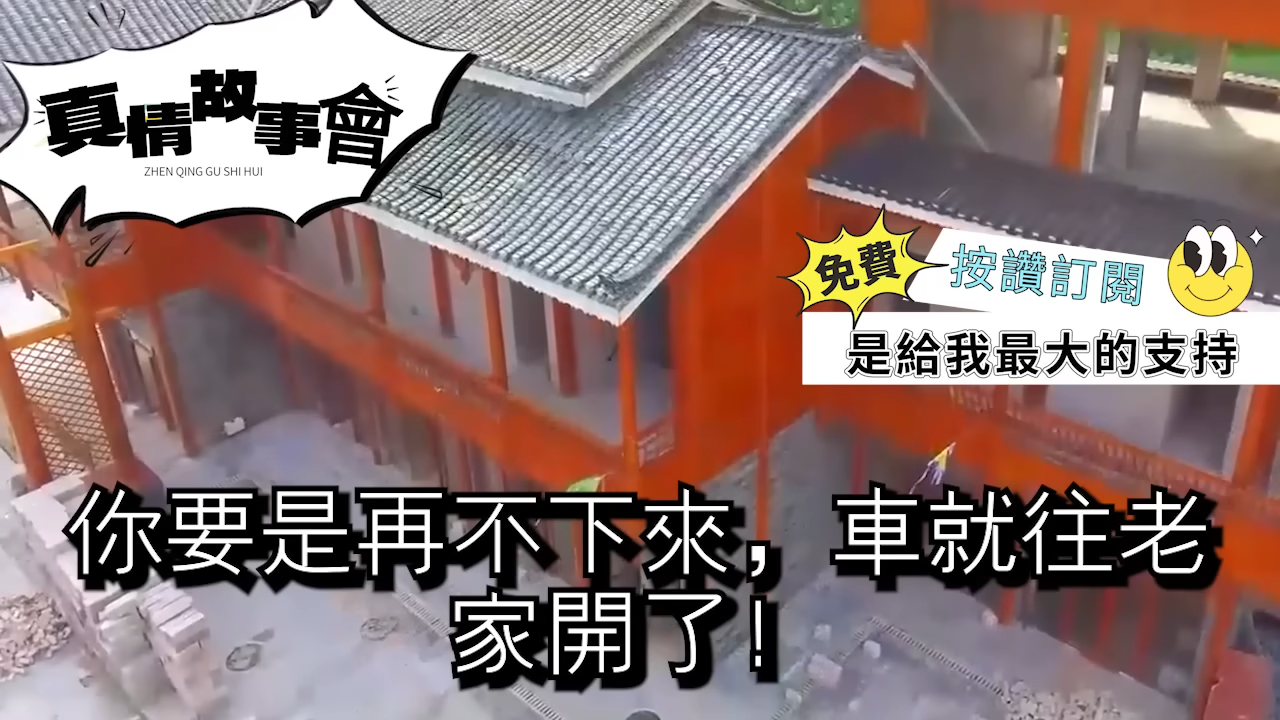 真情故事會
ZHEN QING GU SHI HUI
免費
按讚訂閱
是給我最大的支持
你要是再不下來，車就往老
家開了!